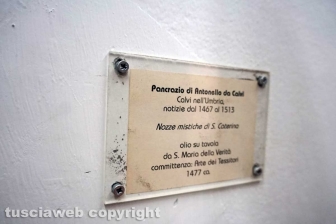 Pancrazio di Antonello da Calvi
Calvi nell'Umbria,
notizie dal 1467 al 1513
Nozze mistiche di S. Caterina
olio su tavola
da S. Maria della Verità
committenza: Arte dei Tessitori
1477 ca.
tusciaweb copyright